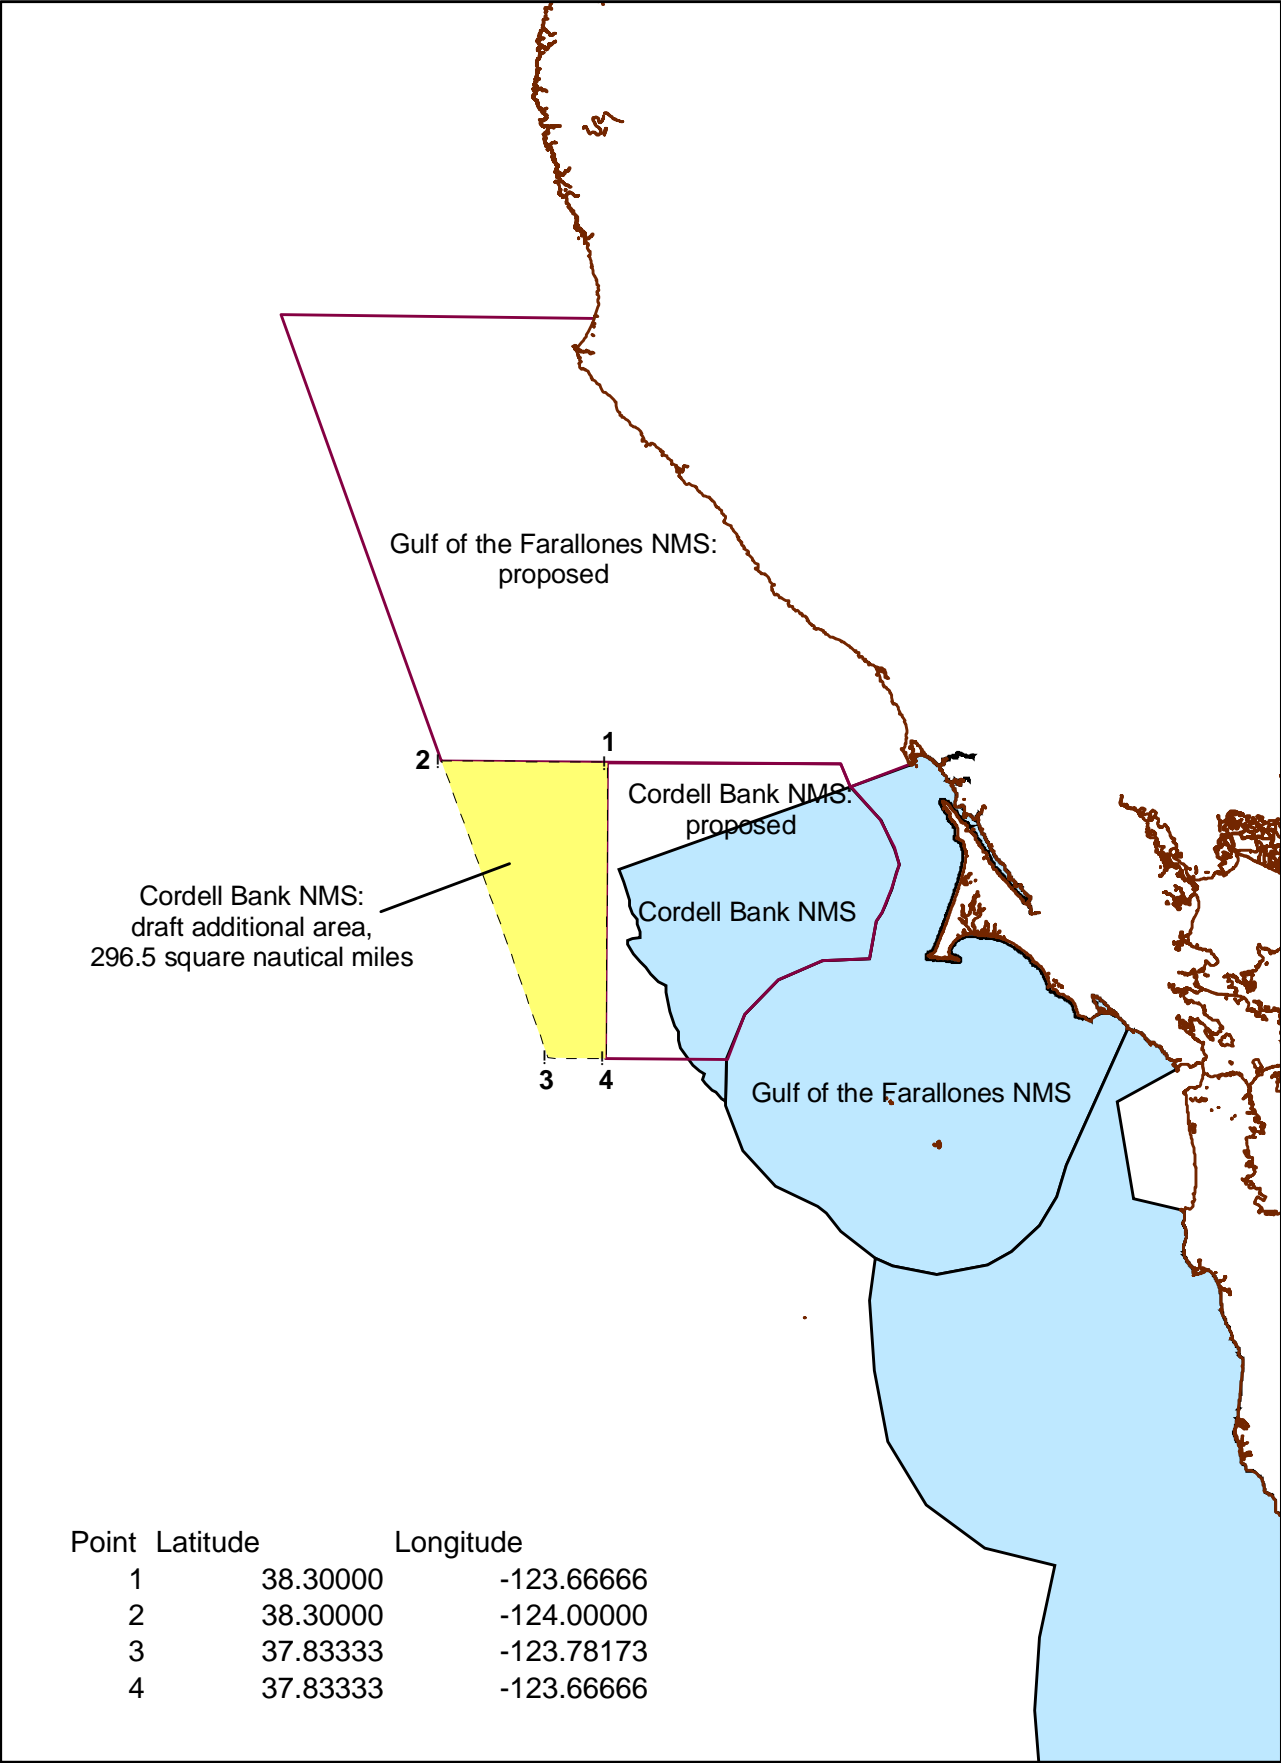 Gulf of the Farallones NMS:
proposed
1
2
Cordell Bank NMS:
proposed
Cordell Bank NMS:
draft additional area,
296.5 square nautical miles
Cordell Bank NMS
3
4
Gulf of the Farallones NMS
Point Latitude Longitude
1 38.30000 -123.66666
2 38.30000 -124.00000
3 37.83333 -123.78173
4 37.83333 -123.66666